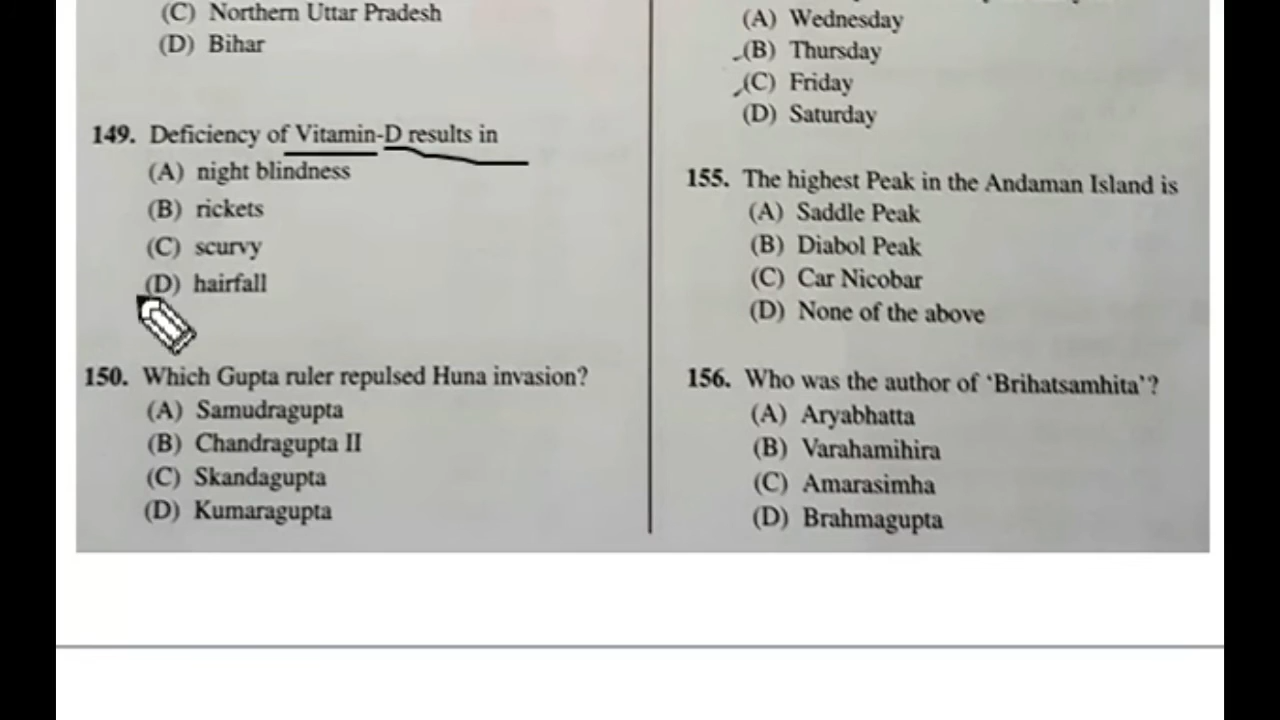 (C) Northern Uttar Pradesh
(D) Bihar
149. Deficiency of Vitamin-D results in
(A) night blindness
(B) rickets
(C) scurvy
(D) hairfall
150. Which Gupta ruler repulsed Huna invasion?
(A) Samudragupta
(B) Chandragupta II
(C) Skandagupta
(D) Kumaragupta
(A) Wednesday
(B) Thursday
(C) Friday
(D) Saturday
155. The highest Peak in the Andaman Island is
(A) Saddle Peak
(B) Diabol Peak
(C) Car Nicobar
(D) None of the above
156. Who was the author of ‘Brihatsamhita’?
(A) Aryabhatta
(B) Varahamihira
(C) Amarasimha
(D) Brahmagupta